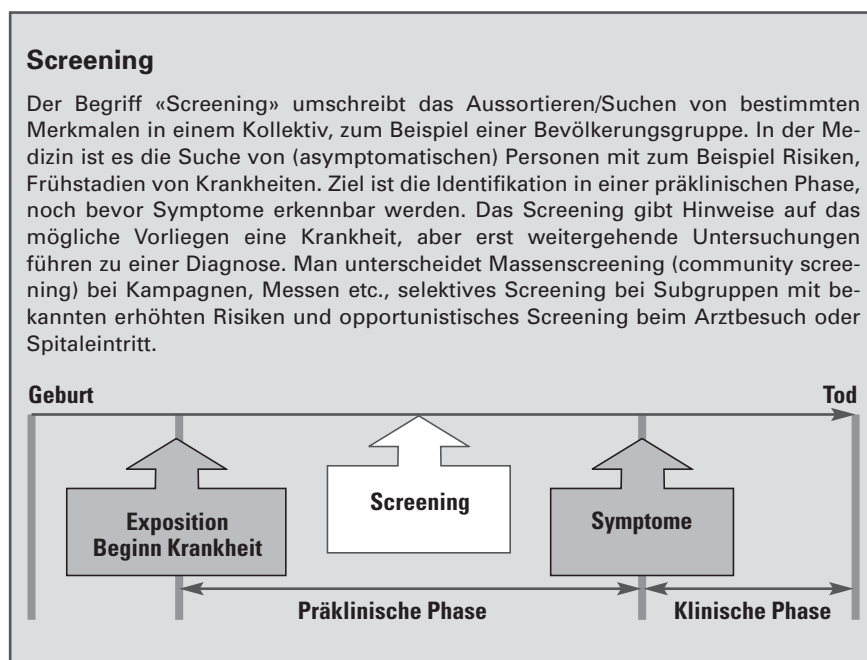 Screening
Der Begriff «Screening» umschreibt das Aussortieren/Suchen von bestimmten
Merkmalen in einem Kollektiv, zum Beispiel einer Bevölkerungsgruppe. In der Me-
dizin ist es die Suche von (asymptomatischen) Personen mit zum Beispiel Risiken,
Frühstadien von Krankheiten. Ziel ist die Identifikation in einer präklinischen Phase,
noch bevor Symptome erkennbar werden. Das Screening gibt Hinweise auf das
mögliche Vorliegen eine Krankheit, aber erst weitergehende Untersuchungen
führen zu einer Diagnose. Man unterscheidet Massenscreening (community scree-
ning) bei Kampagnen, Messen etc., selektives Screening bei Subgruppen mit be-
kannten erhöhten Risiken und opportunistisches Screening beim Arztbesuch oder
Spitaleintritt.
Geburt Tod
Exposition
Beginn Krankheit
Screening
Symptome
Präklinische Phase Klinische Phase